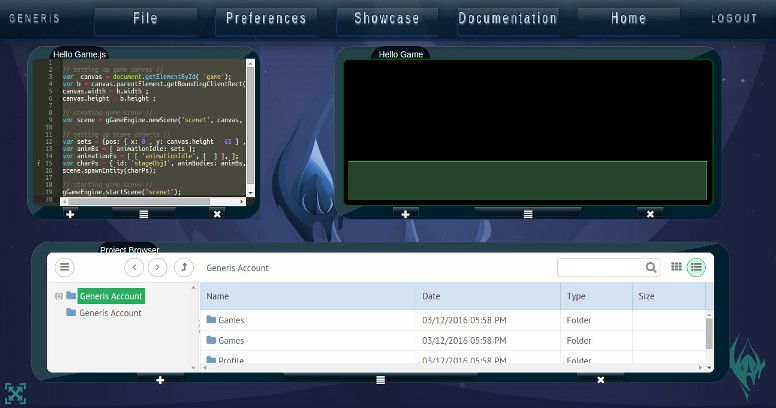 GENERIS File Preferences Showcase Documentation Home LOGOUT
Hello Game.js
1
2 // setting up game canvas //
3 var canvas = document.getElementById( 'game');
4 var b = canvas.parentElement.getBoundingClientRect(
5 canvas.width = b.width ;
6 canvas.height = b.height ;
7
8 // creating game scene //
9 var scene = gGameEngine.newScene("scene1", canvas,
10
11 // setting up scene objects //
12 var sets = {pos: { x: 0 , y: canvas.height - 65 } ,
13 var animBs = { animationIdle: sets };
14 var animationFs = [ [ 'animationIdle', [ ] ], ];
15 var charPs = { id: 'stageObj1', animBodies: animBs,
16 scene.spawnEntity(charPs);
17
18 // starting game scene //
19 gGameEngine.startScene("scene1");
20
Hello Game
Project Browser
Generis Account
Generis Account
Generis Account
Name Date Type Size
Games 03/12/2016 05:58 PM Folder
Games 03/12/2016 05:58 PM Folder
Profile 03/12/2016 05:58 PM Folder